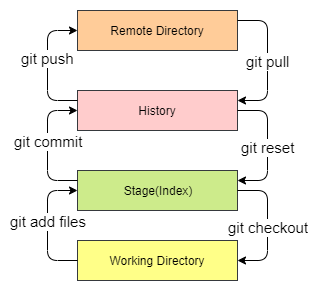 Remote Directory
git push
git pull
History
git commit
git reset
Stage(Index)
git add files
git checkout
Working Directory